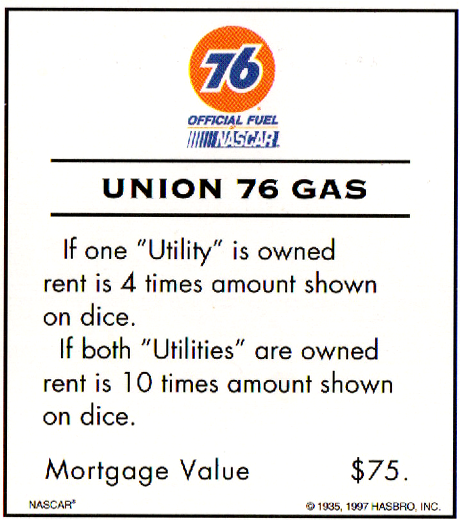 76
OFFICIAL FUEL
NASCAR
UNION 76 GAS
If one "Utility" is owned
rent is 4 times amount shown
on dice.
If both "Utilities" are owned
rent is 10 times amount shown
on dice.
Mortgage Value $75.
NASCAR® © 1935, 1997 HASBRO, INC.